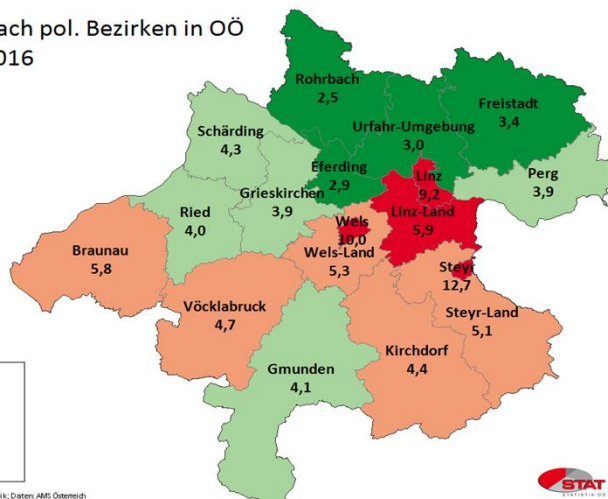 ach pol. Bezirken in OÖ
016
Rohrbach
2,5
Freistadt
3,4
Urfahr-Umgebung
3,0
Schärding
4,3
Eferding
2,9
Linz
9,2
Perg
3,9
Grieskirchen
3,9
Ried
4,0
Linz-Land
5,9
Wels
10,0
Wels-Land
5,3
Braunau
5,8
Steyr
12,7
Vöcklabruck
4,7
Steyr-Land
5,1
Kirchdorf
4,4
Gmunden
4,1
ik; Daten: AMS Österreich
STAT
STATISTIK OÖ